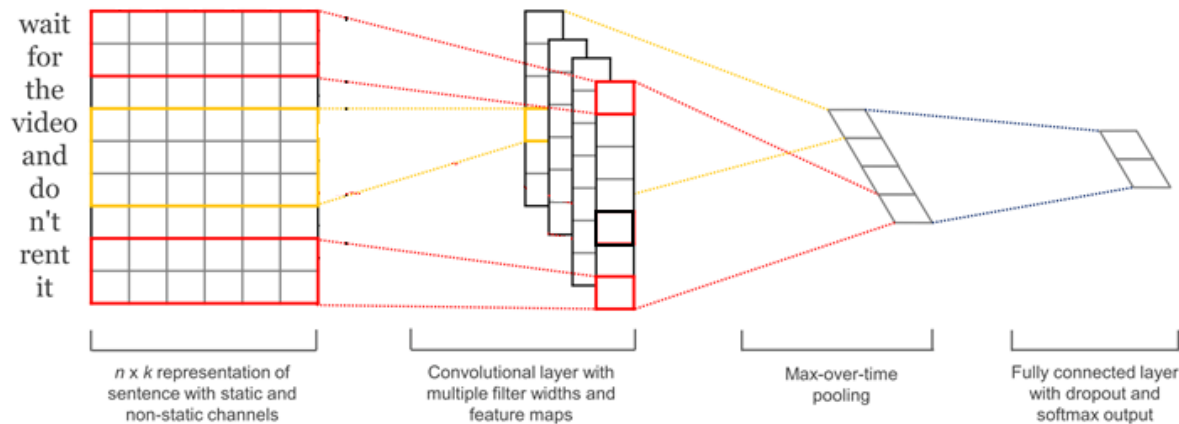 wait
for
the
video
and
do
n't
rent
it
n x k representation of
sentence with static and
non-static channels
Convolutional layer with
multiple filter widths and
feature maps
Max-over-time
pooling
Fully connected layer
with dropout and
softmax output